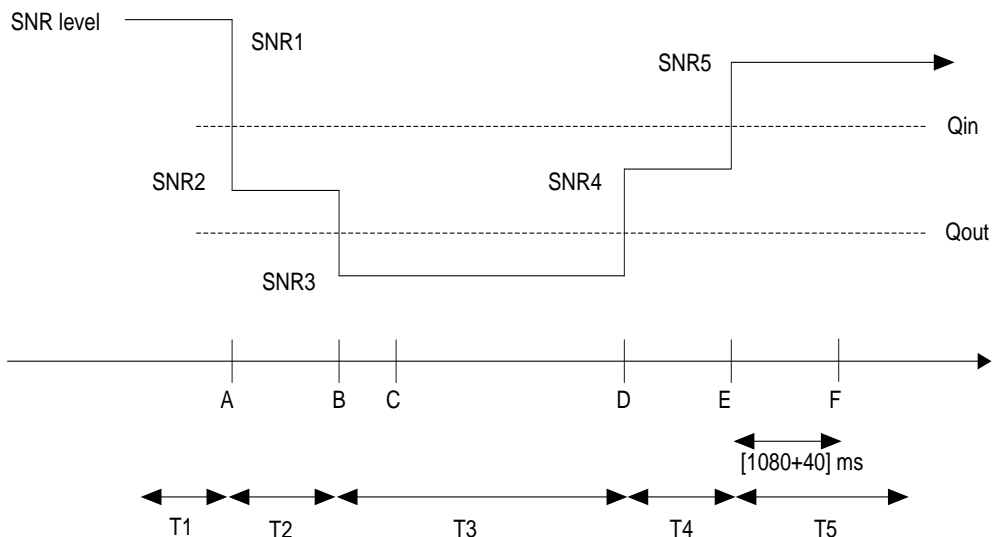 SNR level
SNR1
SNR5
Qin
SNR2
SNR4
Qout
SNR3
A
B
C
D
E
F
[1080+40] ms
T1
T2
T3
T4
T5